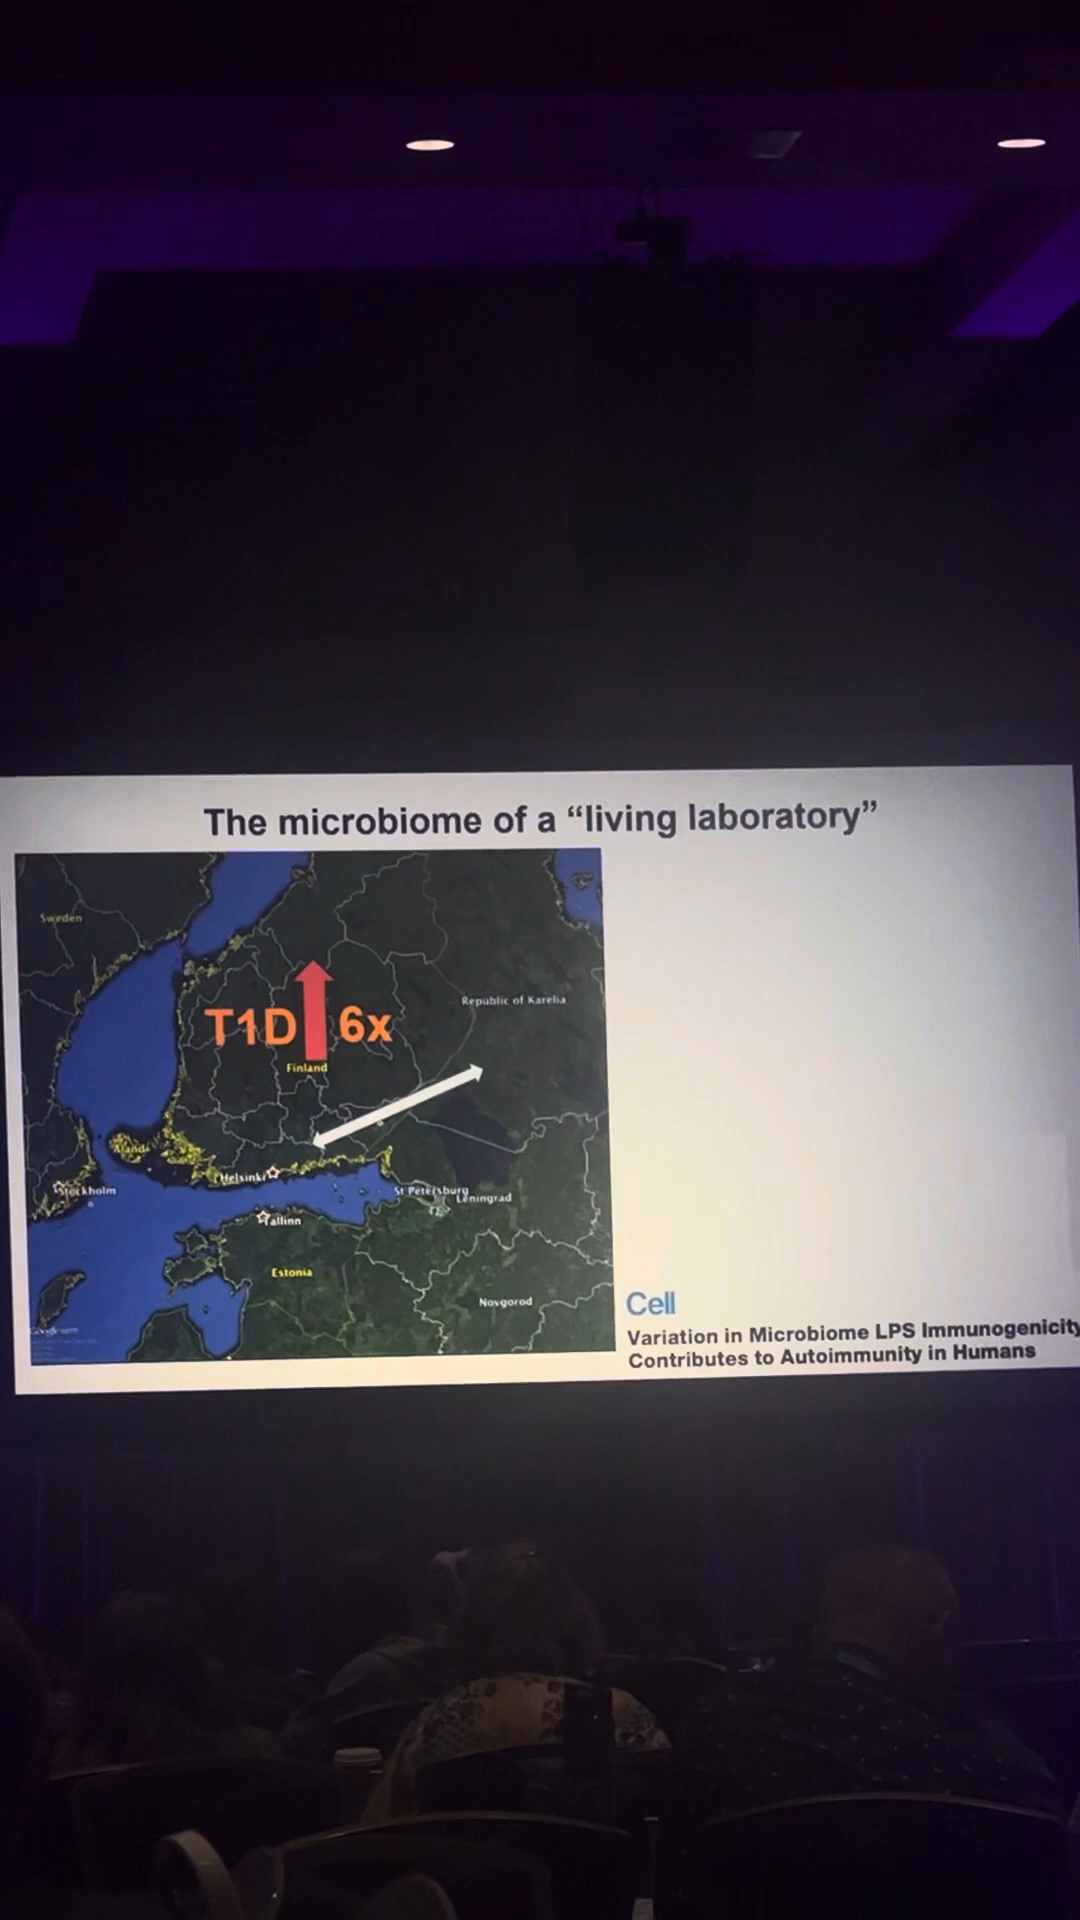 The microbiome of a “living laboratory”
Sweden
Republic of Karelia
T1D 6x
Finland
Åland
Helsinki
Stockholm
St Petersburg
Leningrad
Tallinn
Estonia
Novgorod
Cell
Variation in Microbiome LPS Immunogenicity
Contributes to Autoimmunity in Humans